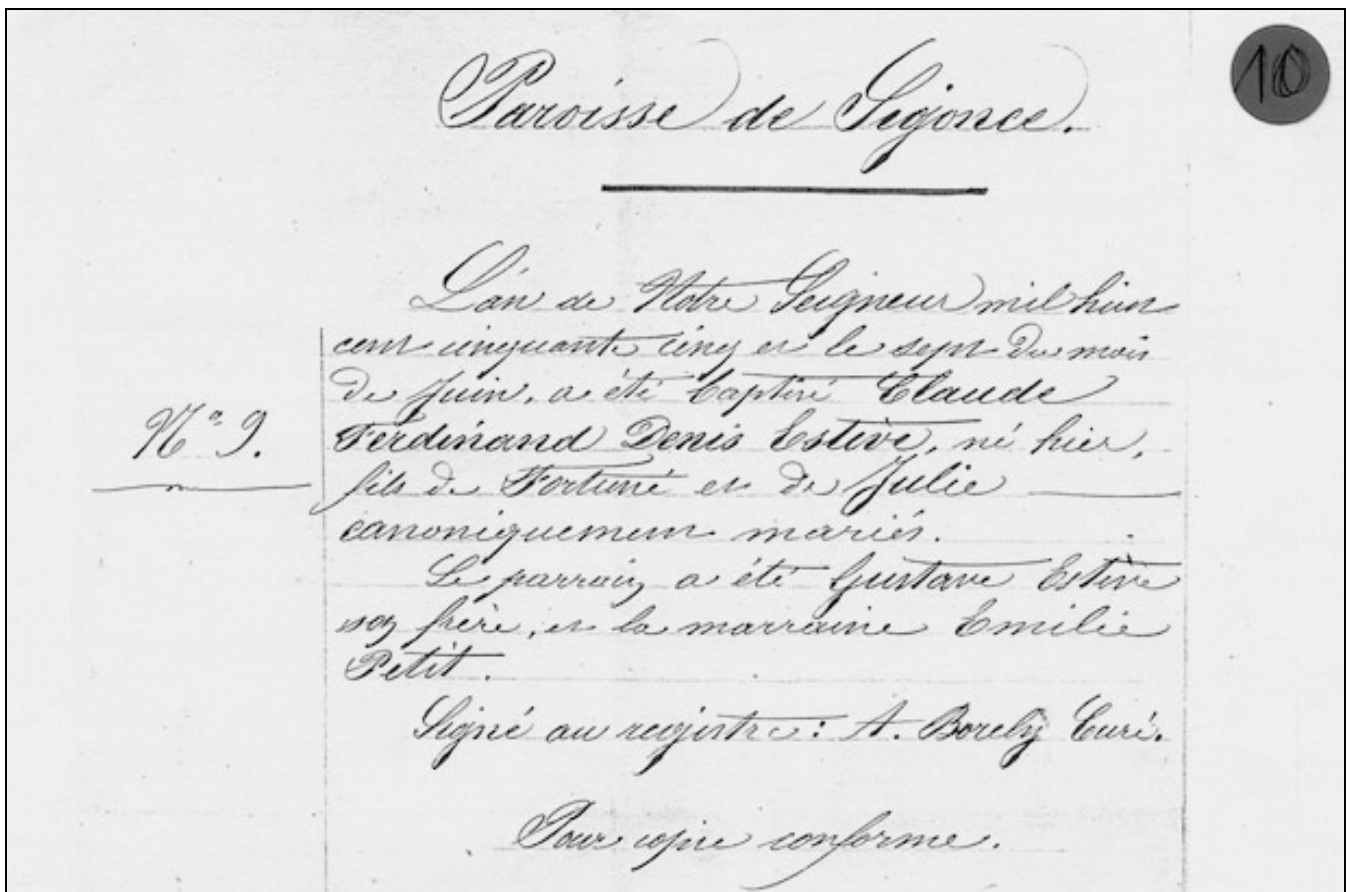 10
Paroisse de Sigonce.
L'an de Notre Seigneur mil huit
cent cinquante cinq et le sept du mois
de Juin, a été baptisé Claude
N° 9.
Ferdinand Denis Estève, né hier,
fils de Fortuné et de Julie
canoniquement mariés.
Le parrain a été Gustave Estève
son frère, et la marraine Emilie
Petit.
Signé au registre : A. Borely Curé.
Pour copie conforme.